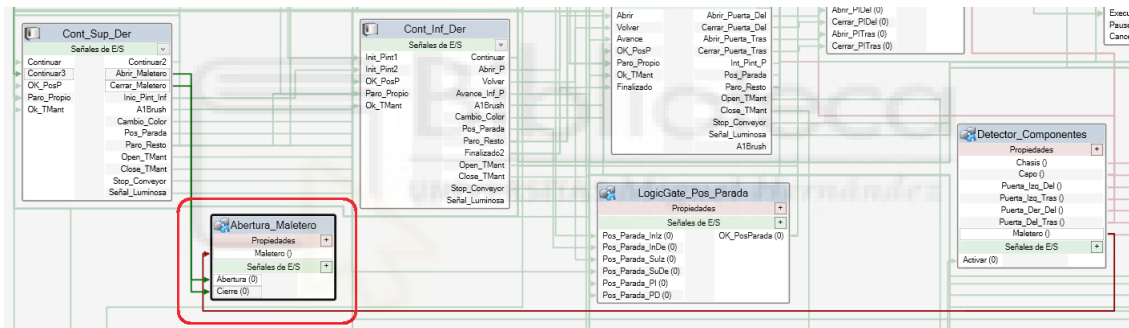 Cont_Sup_Der
Señales de E/S
Continuar
Continuar3
OK_PosP
Paro_Propio
Ok_TMant
Continuar2
Abrir_Maletero
Cerrar_Maletero
Inic_Pint_Inf
A1Brush
Cambio_Color
Pos_Parada
Paro_Resto
Open_TMant
Close_TMant
Stop_Conveyor
Señal_Luminosa
Cont_Inf_Der
Señales de E/S
Init_Pint1
Init_Pint2
OK_PosP
Paro_Propio
Ok_TMant
Continuar
Abrir_P
Volver
Avance_Inf_P
A1Brush
Cambio_Color
Pos_Parada
Paro_Resto
Finalizado2
Open_TMant
Close_TMant
Stop_Conveyor
Señal_Luminosa
Abrir
Volver
Avance
OK_PosP
Paro_Propio
Ok_TMant
Finalizado
Abrir_Puerta_Del
Cerrar_Puerta_Del
Abrir_Puerta_Tras
Cerrar_Puerta_Tras
Int_Pint_P
Pos_Parada
Paro_Resto
Open_TMant
Close_TMant
Stop_Conveyor
Señal_Luminosa
A1Brush
Abrir_PIDel (0)
Cerrar_PIDel (0)
Abrir_PITras (0)
Cerrar_PITras (0)
Execu
Pause
Cance
Abertura_Maletero
Propiedades
Maletero ()
Señales de E/S
Abertura (0)
Cierre (0)
LogicGate_Pos_Parada
Propiedades
Señales de E/S
Pos_Parada_InIz (0)
Pos_Parada_InDe (0)
Pos_Parada_SuIz (0)
Pos_Parada_SuDe (0)
Pos_Parada_PI (0)
Pos_Parada_PD (0)
OK_PosParada (0)
Detector_Componentes
Propiedades
Chasis ()
Capo ()
Puerta_Izq_Del ()
Puerta_Izq_Tras ()
Puerta_Der_Del ()
Puerta_Del_Tras ()
Maletero ()
Señales de E/S
Activar (0)
Biblioteca